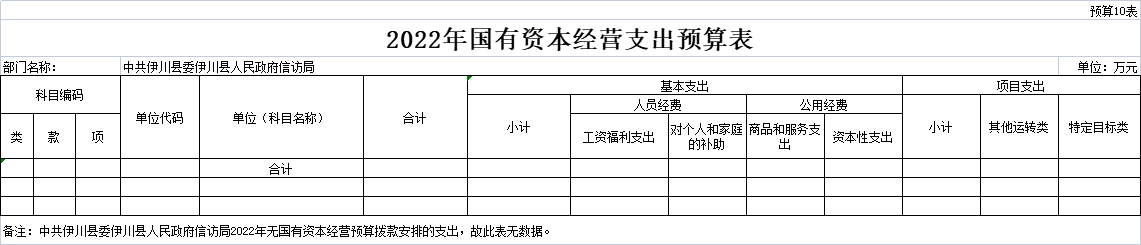 预算10表
2022年国有资本经营支出预算表
部门名称： 中共伊川县委伊川县人民政府信访局 单位：万元
科目编码 单位代码 单位（科目名称） 合计 基本支出 项目支出
小计 人员经费 公用经费 小计 其他运转类 特定目标类
类 款 项 工资福利支出 对个人和家庭的补助 商品和服务支出 资本性支出
合计
备注：中共伊川县委伊川县人民政府信访局2022年无国有资本经营预算拨款安排的支出，故此表无数据。